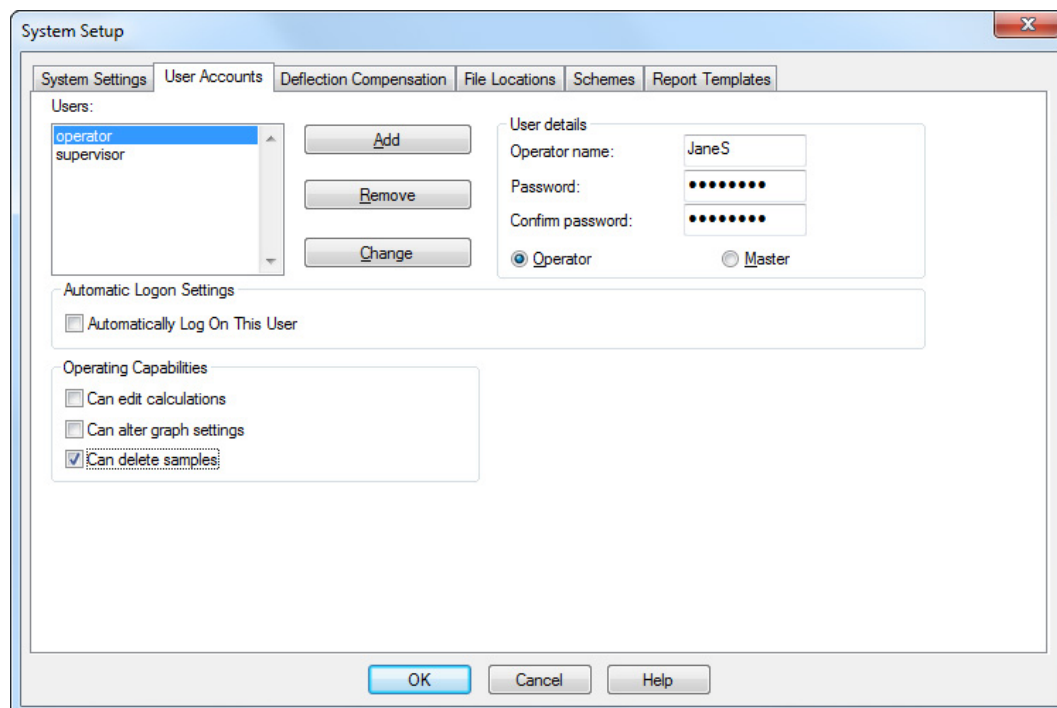 System Setup
System Settings User Accounts Deflection Compensation File Locations Schemes Report Templates
Users:
operator
supervisor
Add
Remove
Change
User details
Operator name: JaneS
Password: ●●●●●●●●
Confirm password: ●●●●●●●●
Operator Master
Automatic Logon Settings
Automatically Log On This User
Operating Capabilities
Can edit calculations
Can alter graph settings
Can delete samples
OK Cancel Help